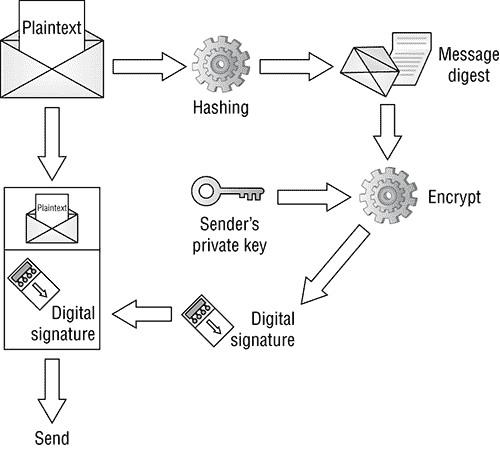 Plaintext
Hashing
Message
digest
Plaintext
Sender's
private key
Encrypt
Digital
signature
Digital
signature
Send